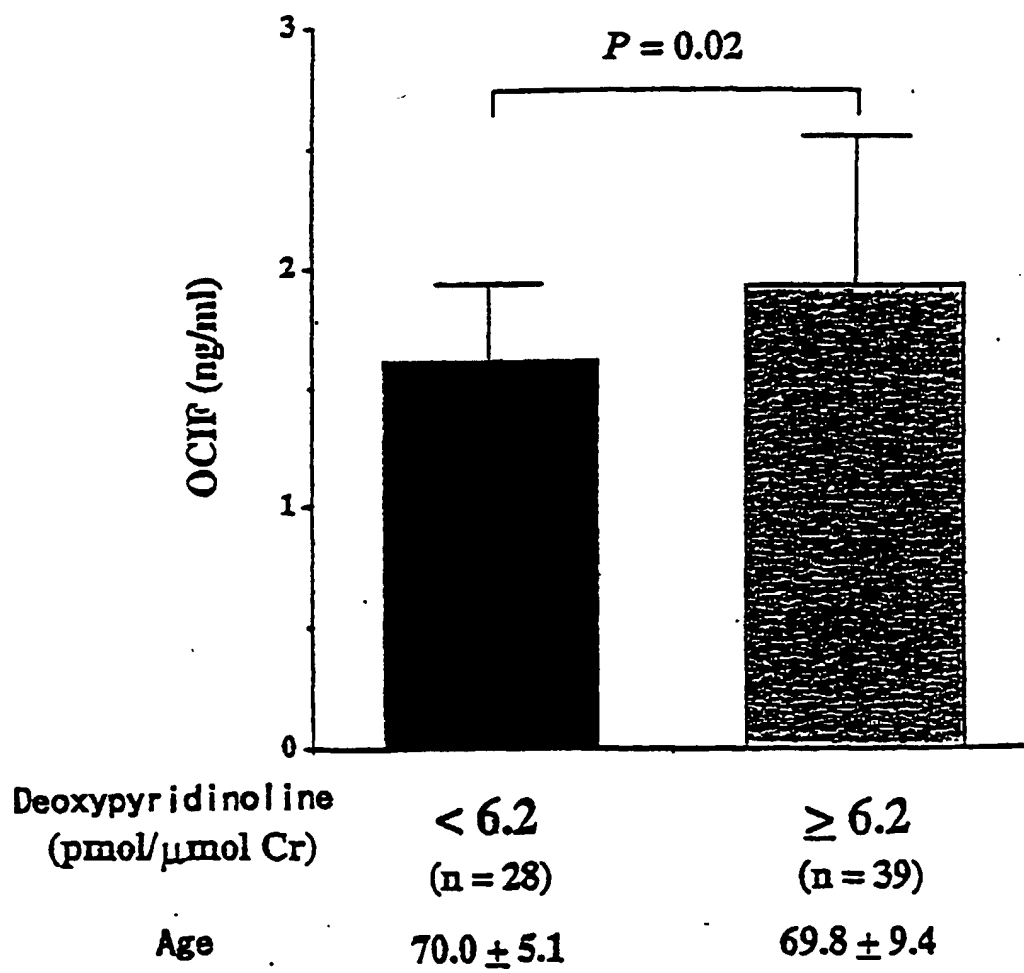 3
P = 0.02
2
OCIF (ng/ml)
1
0
Deoxypyridinoline
(pmol/μmol Cr)
< 6.2
≥ 6.2
(n = 28)
(n = 39)
Age
70.0 ± 5.1
69.8 ± 9.4